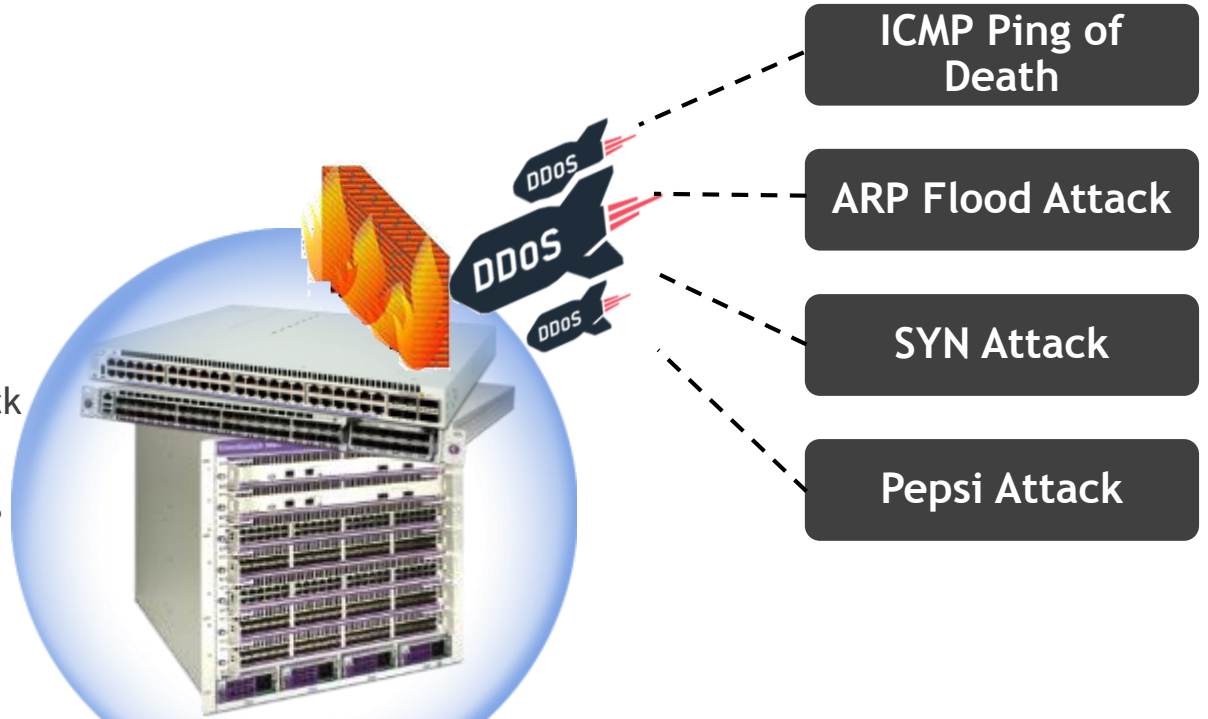 ICMP Ping of
Death
DDoS
DDoS
DDoS
ARP Flood Attack
SYN Attack
Pepsi Attack